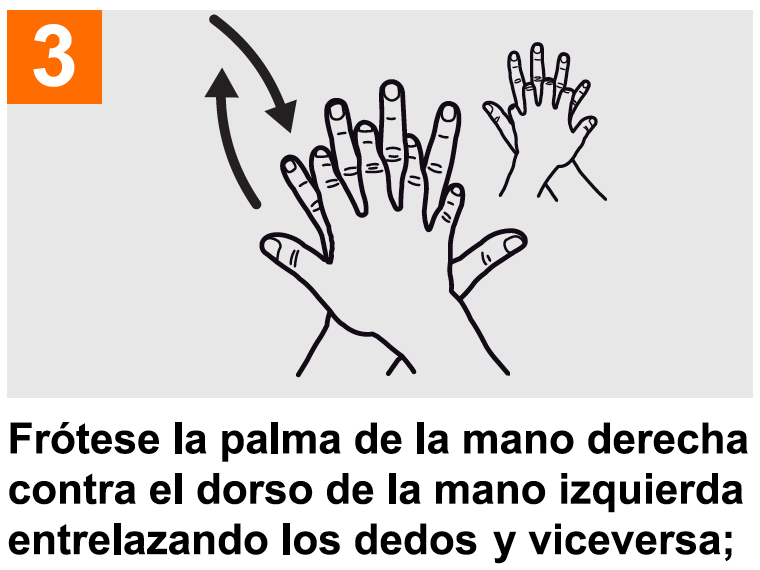 3
Frótese la palma de la mano derecha
contra el dorso de la mano izquierda
entrelazando los dedos y viceversa;